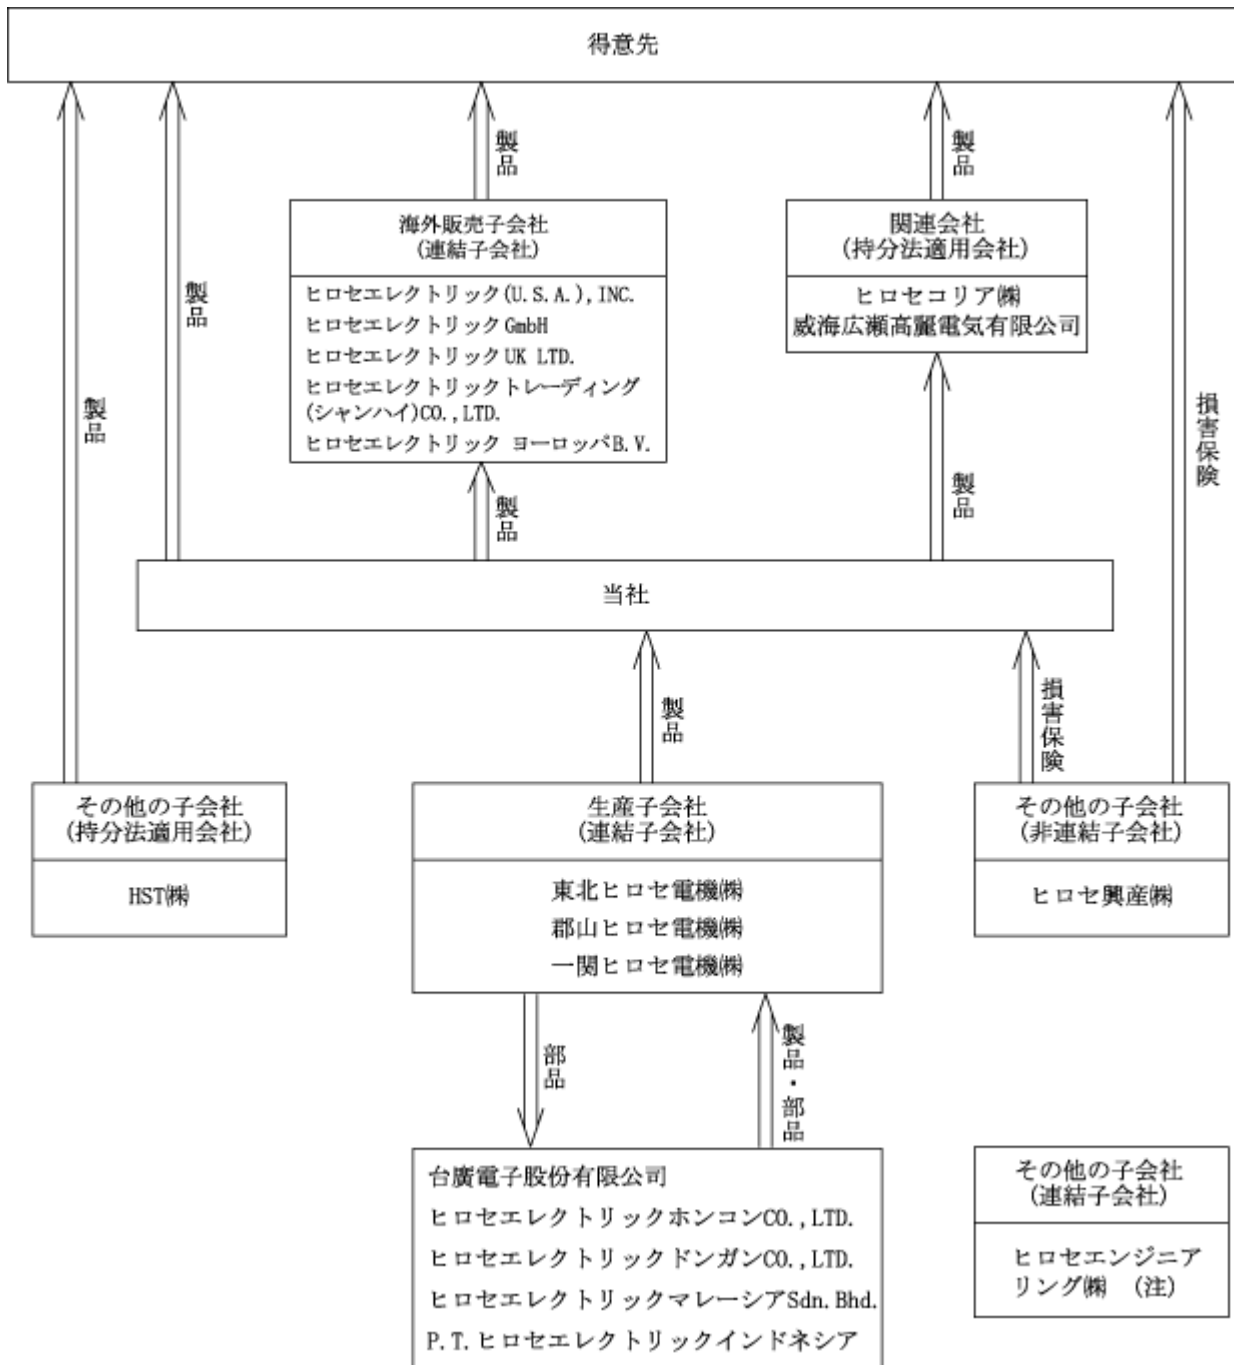 得意先
製品
製品
製品
製品
損害保険
海外販売子会社
(連結子会社)
ヒロセエレクトリック(U.S.A.),INC.
ヒロセエレクトリックGmbH
ヒロセエレクトリックUK LTD.
ヒロセエレクトリックトレーディング
(シャンハイ)CO.,LTD.
ヒロセエレクトリック ヨーロッパB.V.
関連会社
(持分法適用会社)
ヒロセコリア㈱
威海広瀬高麗電気有限公司
製品
製品
当社
製品
損害保険
その他の子会社
(持分法適用会社)
HST㈱
生産子会社
(連結子会社)
東北ヒロセ電機㈱
郡山ヒロセ電機㈱
一関ヒロセ電機㈱
その他の子会社
(非連結子会社)
ヒロセ興産㈱
部品
製品・部品
台廣電子股份有限公司
ヒロセエレクトリックホンコンCO.,LTD.
ヒロセエレクトリックドンガンCO.,LTD.
ヒロセエレクトリックマレーシアSdn.Bhd.
P.T.ヒロセエレクトリックインドネシア
その他の子会社
(連結子会社)
ヒロセエンジニア
リング㈱ (注)